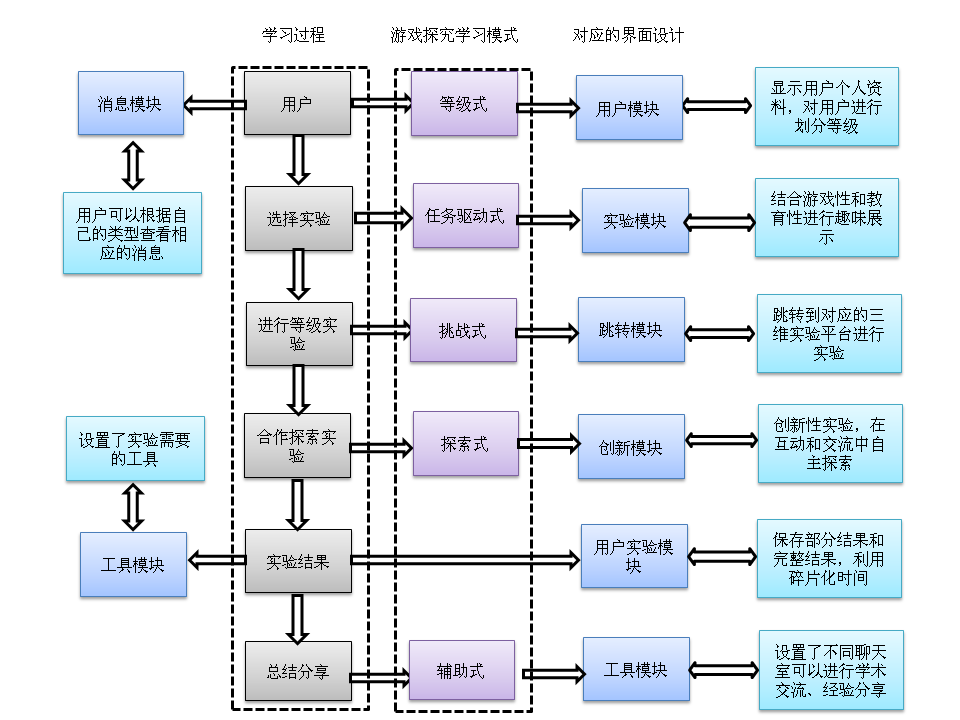 学习过程
游戏探究学习模式
对应的界面设计
消息模块
用户
等级式
用户模块
显示用户个人资
料，对用户进行
划分等级
用户可以根据自
己的类型查看相
应的消息
选择实验
任务驱动式
实验模块
结合游戏性和教
育性进行趣味展
示
进行等级实
验
挑战式
跳转模块
跳转到对应的三
维实验平台进行
实验
设置了实验需要
的工具
合作探索实
验
探索式
创新模块
创新性实验，在
互动和交流中自
主探索
工具模块
实验结果
用户实验模
块
保存部分结果和
完整结果，利用
碎片化时间
总结分享
辅助式
工具模块
设置了不同聊天
室可以进行学术
交流、经验分享